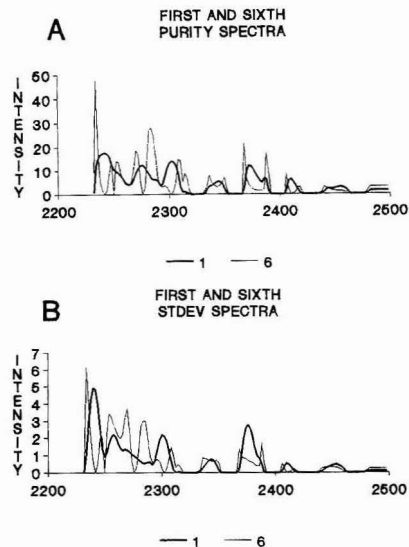 A
FIRST AND SIXTH
PURITY SPECTRA
INTENSITY
50
40
30
20
10
0
2200 2300 2400 2500
1 6
B
FIRST AND SIXTH
STDEV SPECTRA
INTENSITY
7
6
5
4
3
2
1
0
2200 2300 2400 2500
1 6